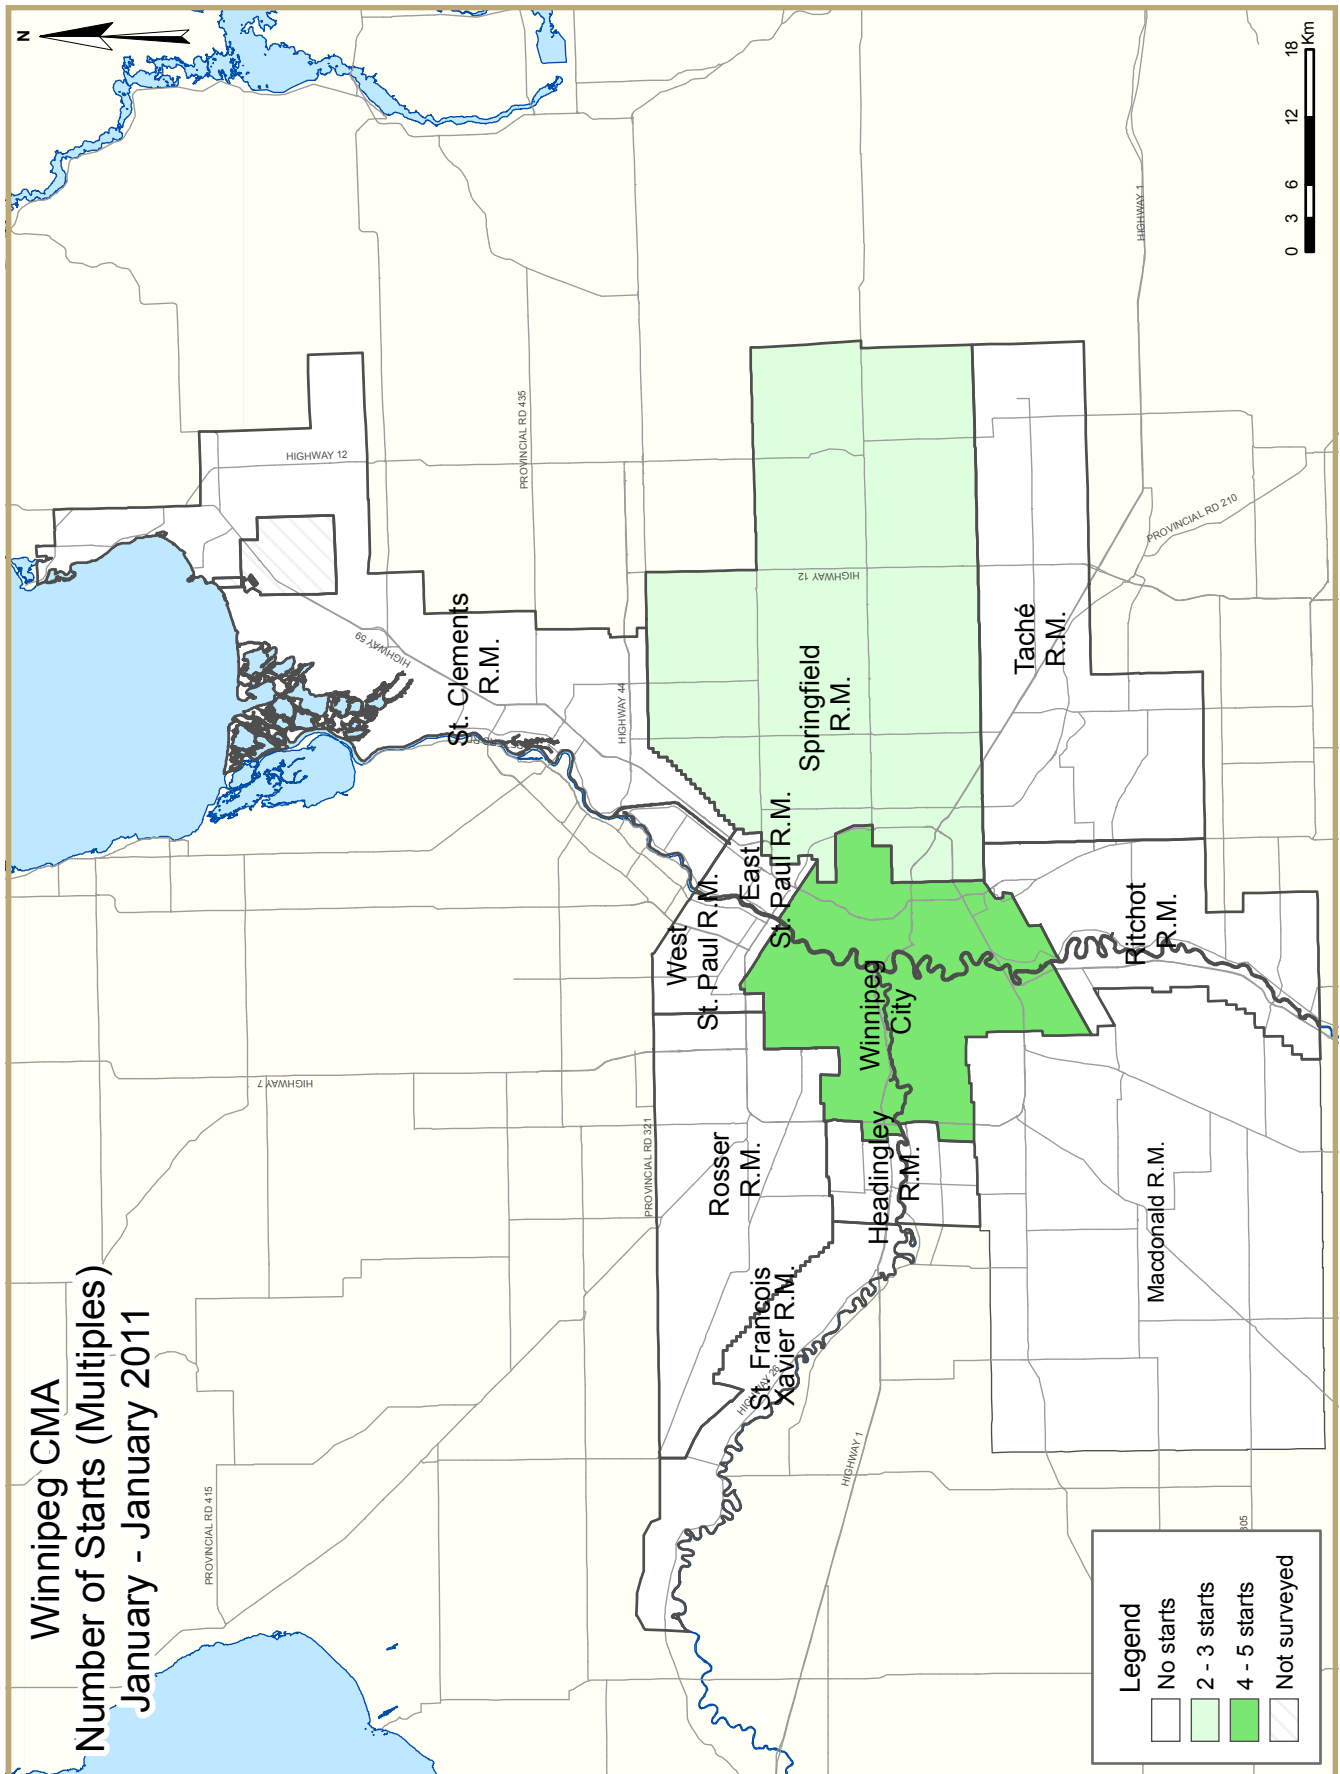 Winnipeg CMA
Number of Starts (Multiples)
January - January 2011
N
HIGHWAY 12
PROVINCIAL RD 435
HIGHWAY 59
St. Clements
R.M.
HIGHWAY 44
HIGHWAY 7
PROVINCIAL RD 415
PROVINCIAL RD 321
West
St. Paul R.M.
East
St. Paul R.M.
Rosser
R.M.
St. Francois
Xavier R.M.
HIGHWAY 26
Springfield
R.M.
HIGHWAY 12
Winnipeg
City
Headingley
R.M.
HIGHWAY 1
Taché
R.M.
HIGHWAY 1
PROVINCIAL RD 210
Ritchot
R.M.
Macdonald R.M.
305
Legend
No starts
2 - 3 starts
4 - 5 starts
Not surveyed
0 3 6 12 18
Km